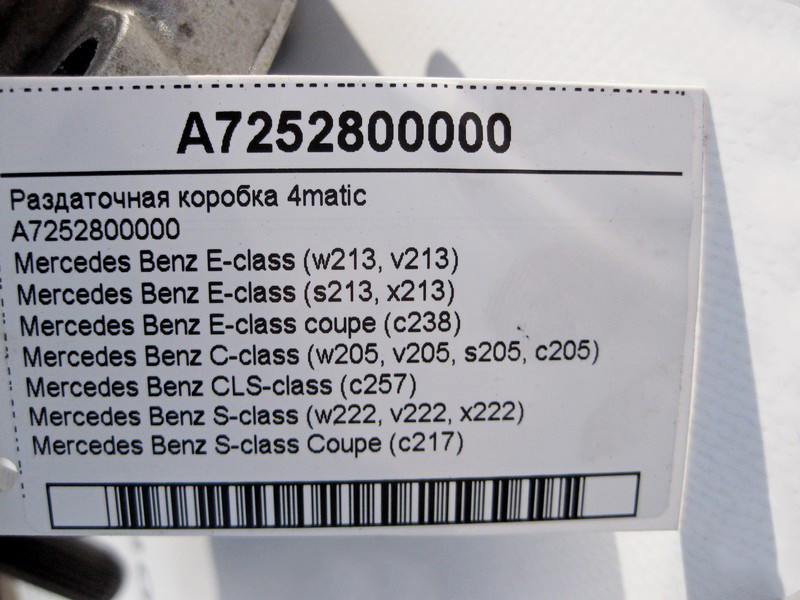 A7252800000
Раздаточная коробка 4matic
A7252800000
Mercedes Benz E-class (w213, v213)
Mercedes Benz E-class (s213, x213)
Mercedes Benz E-class coupe (c238)
Mercedes Benz C-class (w205, v205, s205, c205)
Mercedes Benz CLS-class (c257)
Mercedes Benz S-class (w222, v222, x222)
Mercedes Benz S-class Coupe (c217)